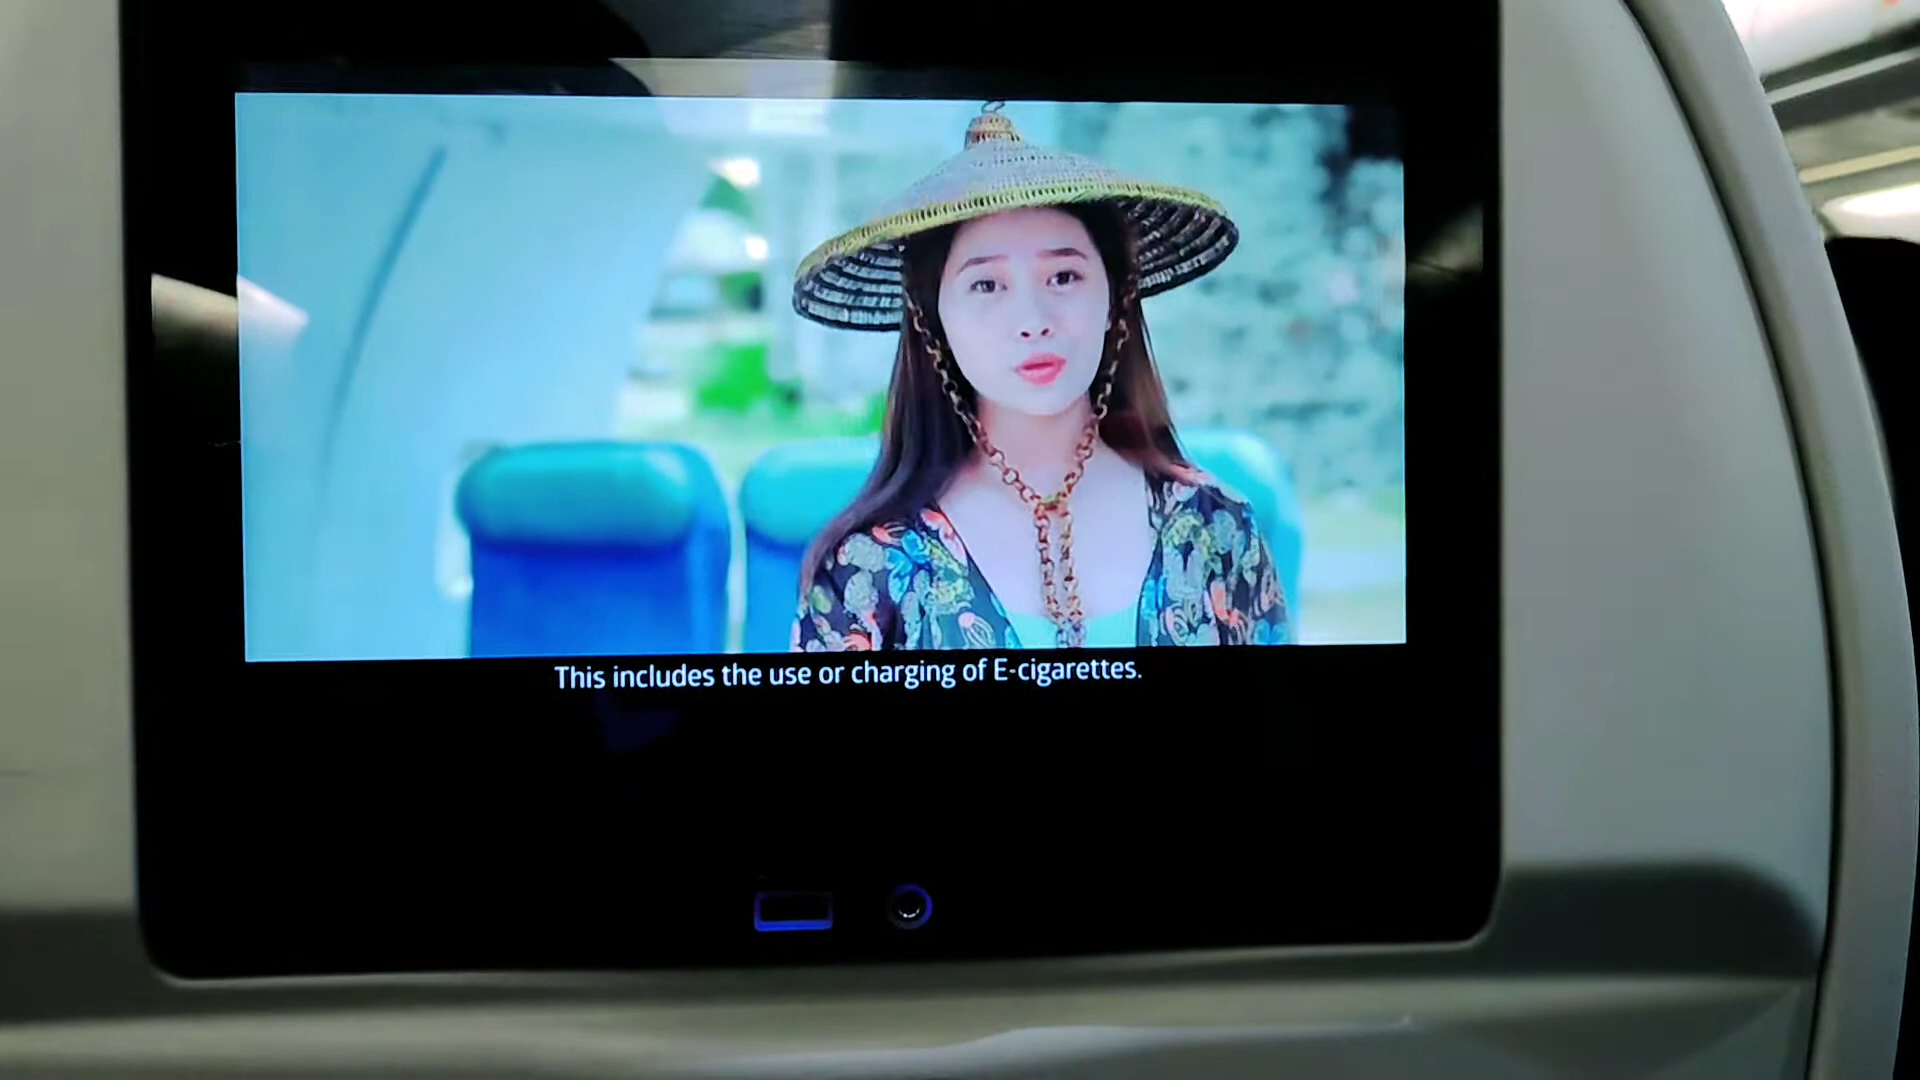 This includes the use or charging of E-cigarettes.